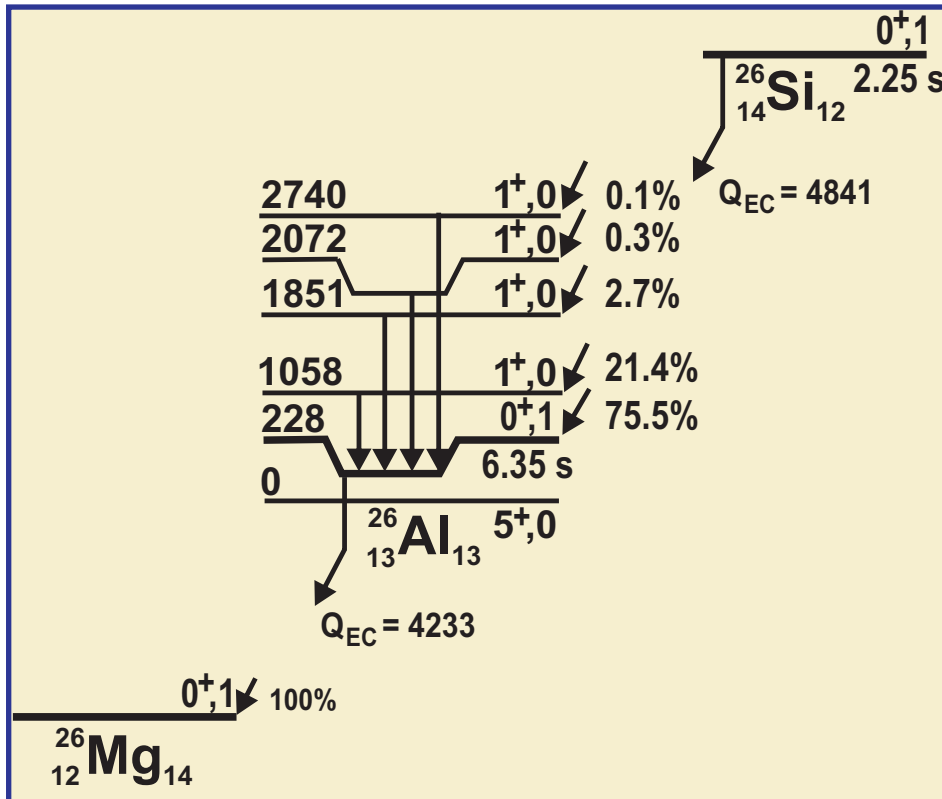 0⁺,1
²⁶₁₄Si₁₂ 2.25 s
Q_EC = 4841
2740 1⁺,0 0.1%
2072 1⁺,0 0.3%
1851 1⁺,0 2.7%
1058 1⁺,0 21.4%
228 0⁺,1 75.5%
6.35 s
0
²⁶₁₃Al₁₃ 5⁺,0
Q_EC = 4233
0⁺,1 100%
²⁶₁₂Mg₁₄